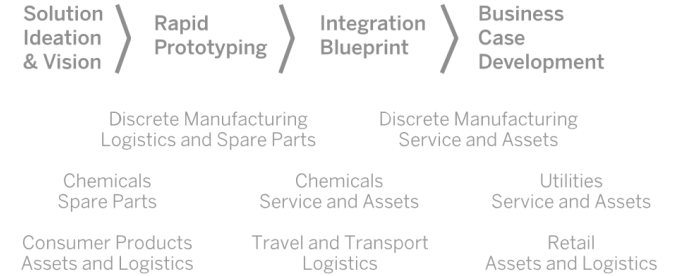 Solution
Ideation
& Vision
Rapid
Prototyping
Integration
Blueprint
Business
Case
Development
Discrete Manufacturing
Logistics and Spare Parts
Discrete Manufacturing
Service and Assets
Chemicals
Spare Parts
Chemicals
Service and Assets
Utilities
Service and Assets
Consumer Products
Assets and Logistics
Travel and Transport
Logistics
Retail
Assets and Logistics